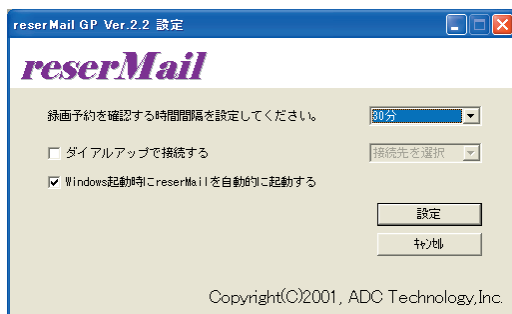 reserMail GP Ver.2.2 設定
reserMail
録画予約を確認する時間間隔を設定してください。
30分
ダイアルアップで接続する
接続先を選択
Windows起動時にreserMailを自動的に起動する
設定
ｷｬﾝｾﾙ
Copyright(C)2001, ADC Technology,Inc.